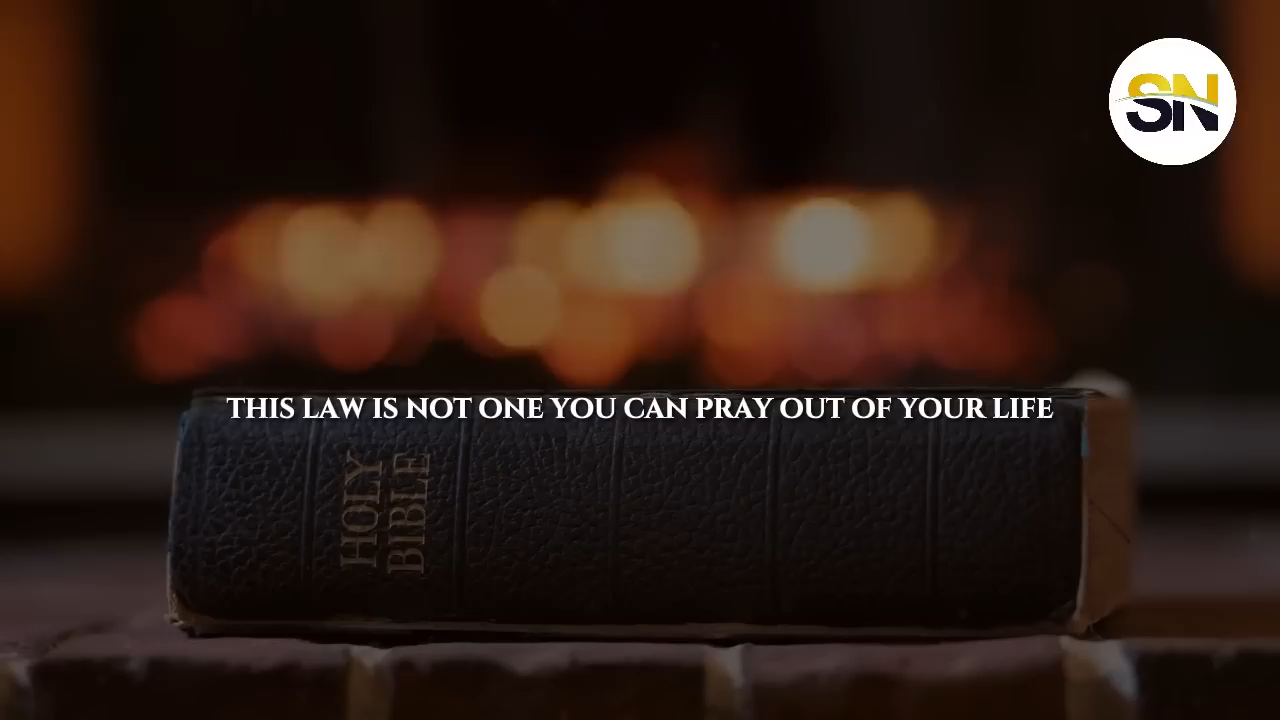 SN
THIS LAW IS NOT ONE YOU CAN PRAY OUT OF YOUR LIFE
HOLY
BIBLE